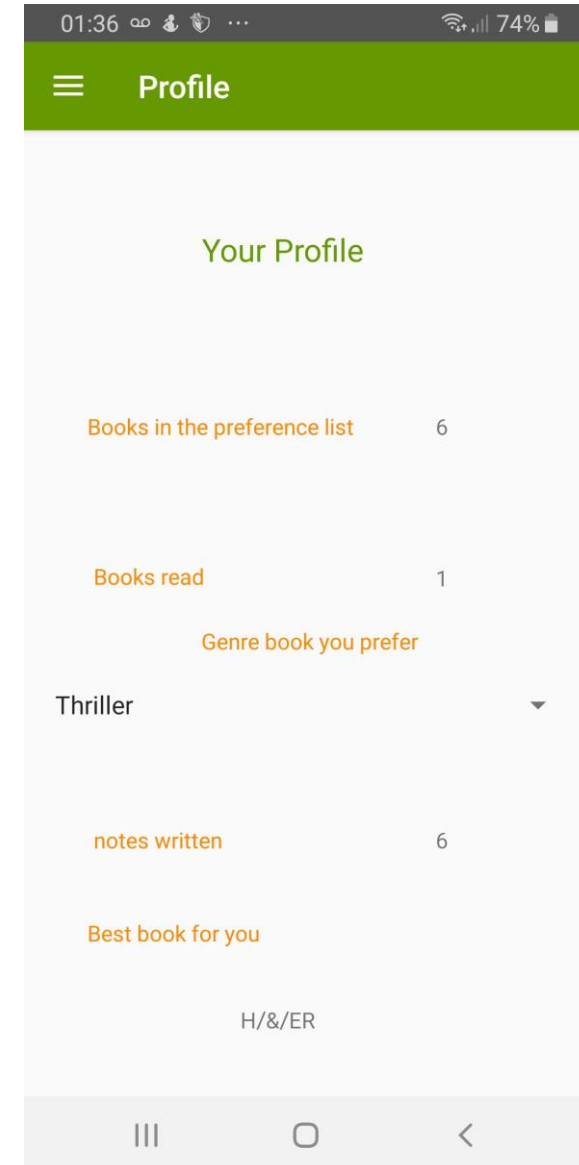 01:36 74%
Profile
Your Profile
Books in the preference list 6
Books read 1
Genre book you prefer
Thriller
notes written 6
Best book for you
H/&/ER